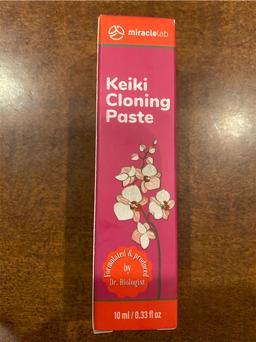 miraclelab
Keiki
Cloning
Paste
Formulated & produced
by
Dr. Biologist
10 ml / 0.33 fl oz